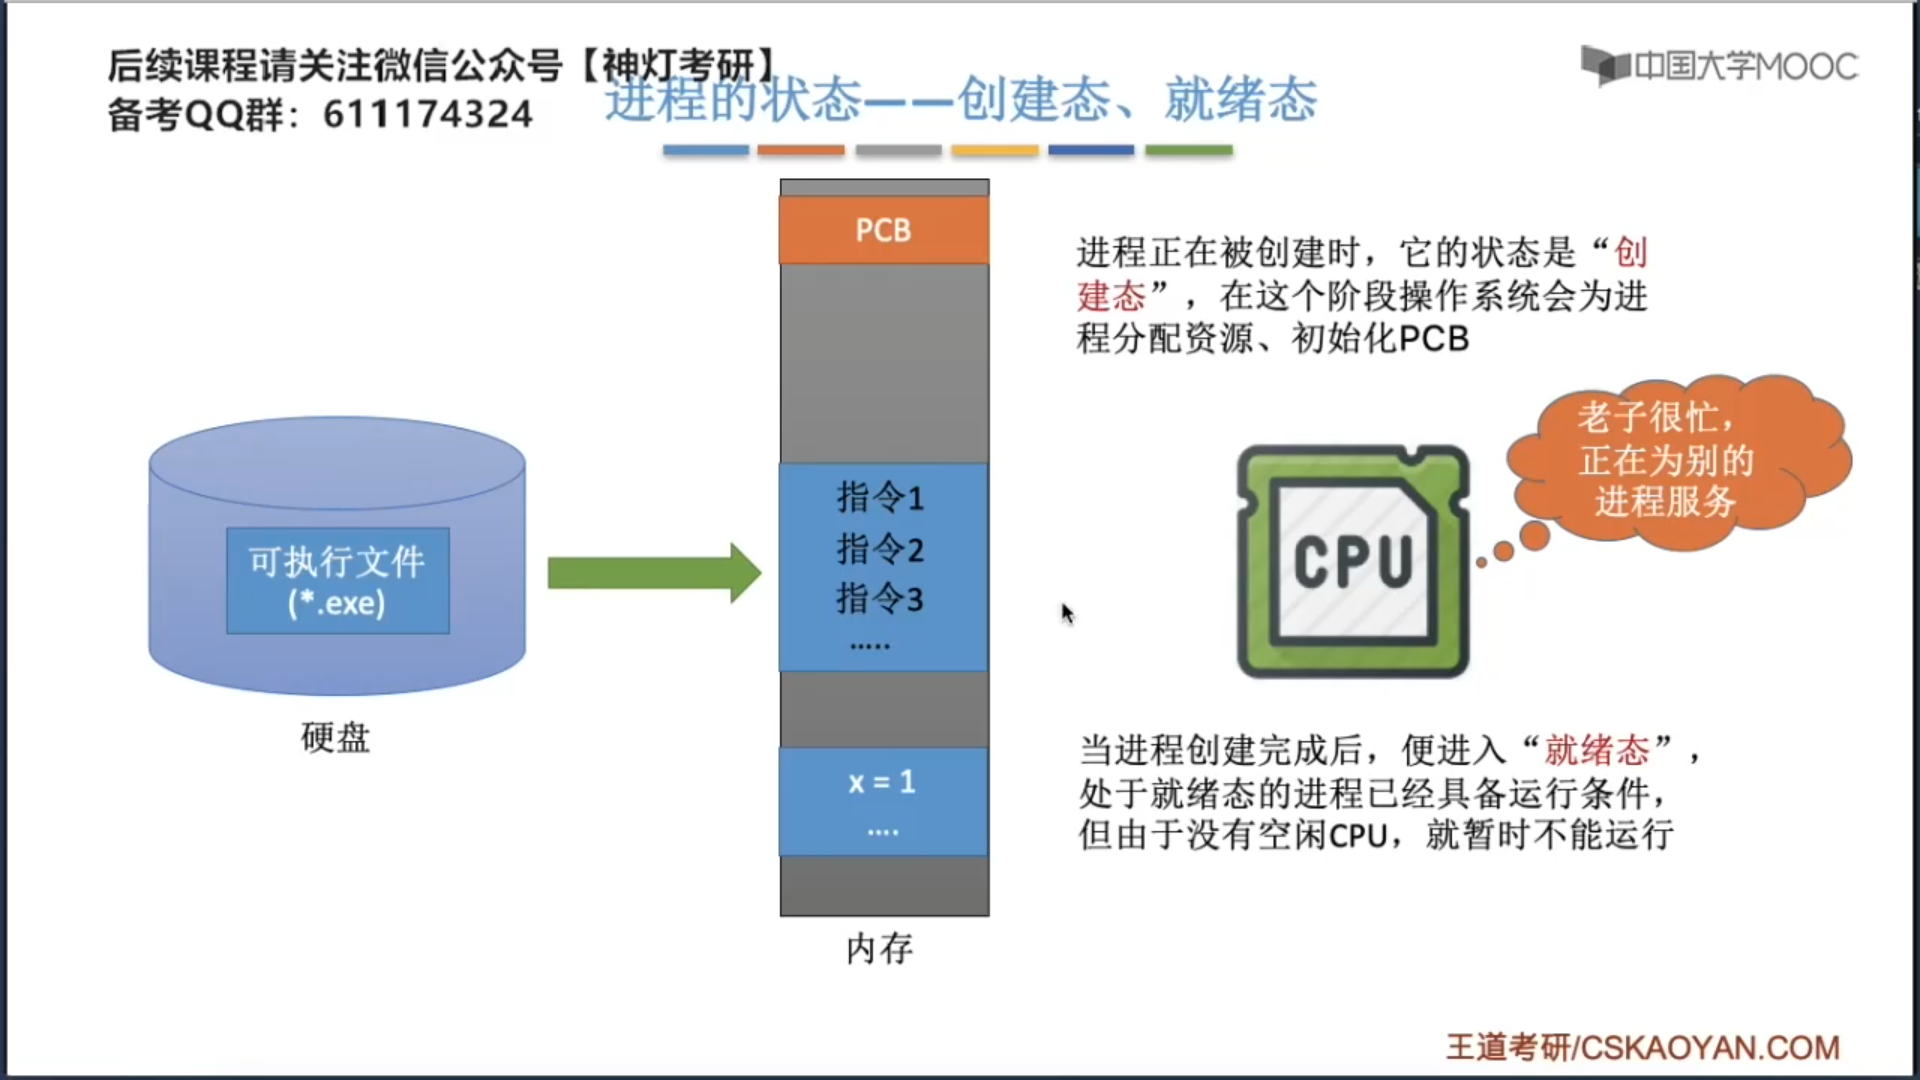 后续课程请关注微信公众号【神灯考研】
备考QQ群：611174324
中国大学MOOC
进程的状态——创建态、就绪态
PCB
进程正在被创建时，它的状态是“创
建态”，在这个阶段操作系统会为进
程分配资源、初始化PCB
老子很忙，
正在为别的
进程服务
指令1
指令2
指令3
.....
CPU
可执行文件
(*.exe)
硬盘
x = 1
....
当进程创建完成后，便进入“就绪态”，
处于就绪态的进程已经具备运行条件，
但由于没有空闲CPU，就暂时不能运行
内存
王道考研/CSKAOYAN.COM